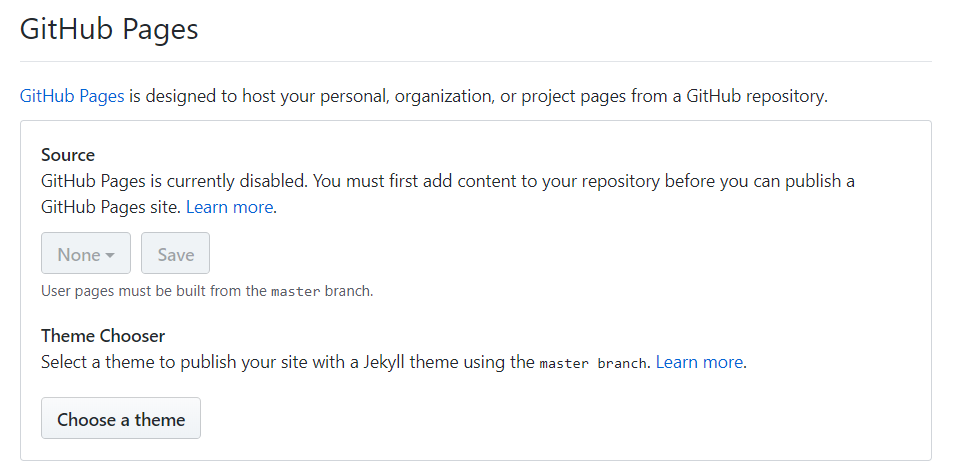 GitHub Pages
GitHub Pages is designed to host your personal, organization, or project pages from a GitHub repository.
Source
GitHub Pages is currently disabled. You must first add content to your repository before you can publish a
GitHub Pages site. Learn more.
None Save
User pages must be built from the master branch.
Theme Chooser
Select a theme to publish your site with a Jekyll theme using the master branch. Learn more.
Choose a theme